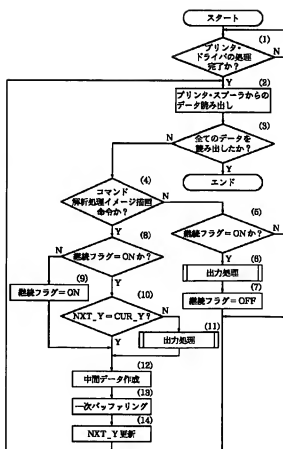 スタート
(1)
プリンタ・
ドライバの処理
完了か?
N
Y
(2)
プリンタ・スプーラからの
データ読み出し
(3)
N
全てのデータを
読み出したか?
Y
エンド
(4)
コマンド
解析処理イメージ描画
命令か?
N
Y
(5)
継続フラグ=ONか?
N
Y
(6)
出力処理
(7)
継続フラグ=OFF
(8)
N
継続フラグ=ONか?
Y
(9)
継続フラグ=ON
(10)
NXT_Y=CUR_Y?
N
Y
(11)
出力処理
(12)
中間データ作成
(13)
一次バッファリング
(14)
NXT_Y更新